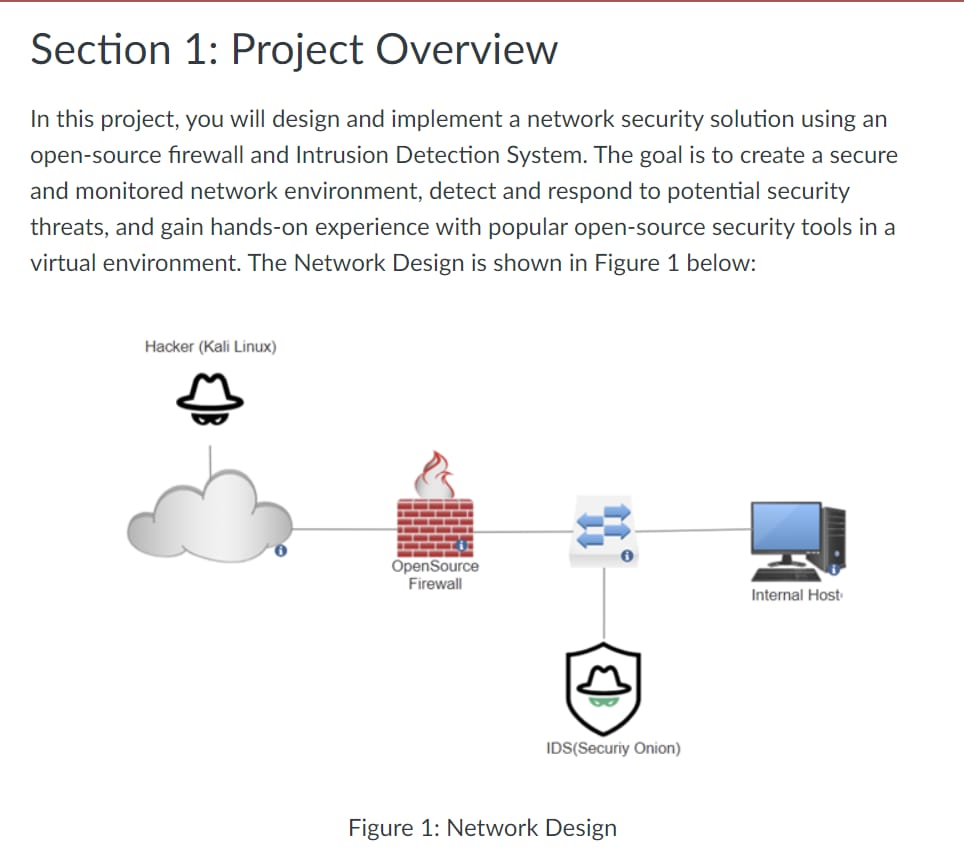 Section 1: Project Overview
In this project, you will design and implement a network security solution using an
open-source firewall and Intrusion Detection System. The goal is to create a secure
and monitored network environment, detect and respond to potential security
threats, and gain hands-on experience with popular open-source security tools in a
virtual environment. The Network Design is shown in Figure 1 below:
Hacker (Kali Linux)
OpenSource
Firewall
Internal Host
IDS(Securiy Onion)
Figure 1: Network Design